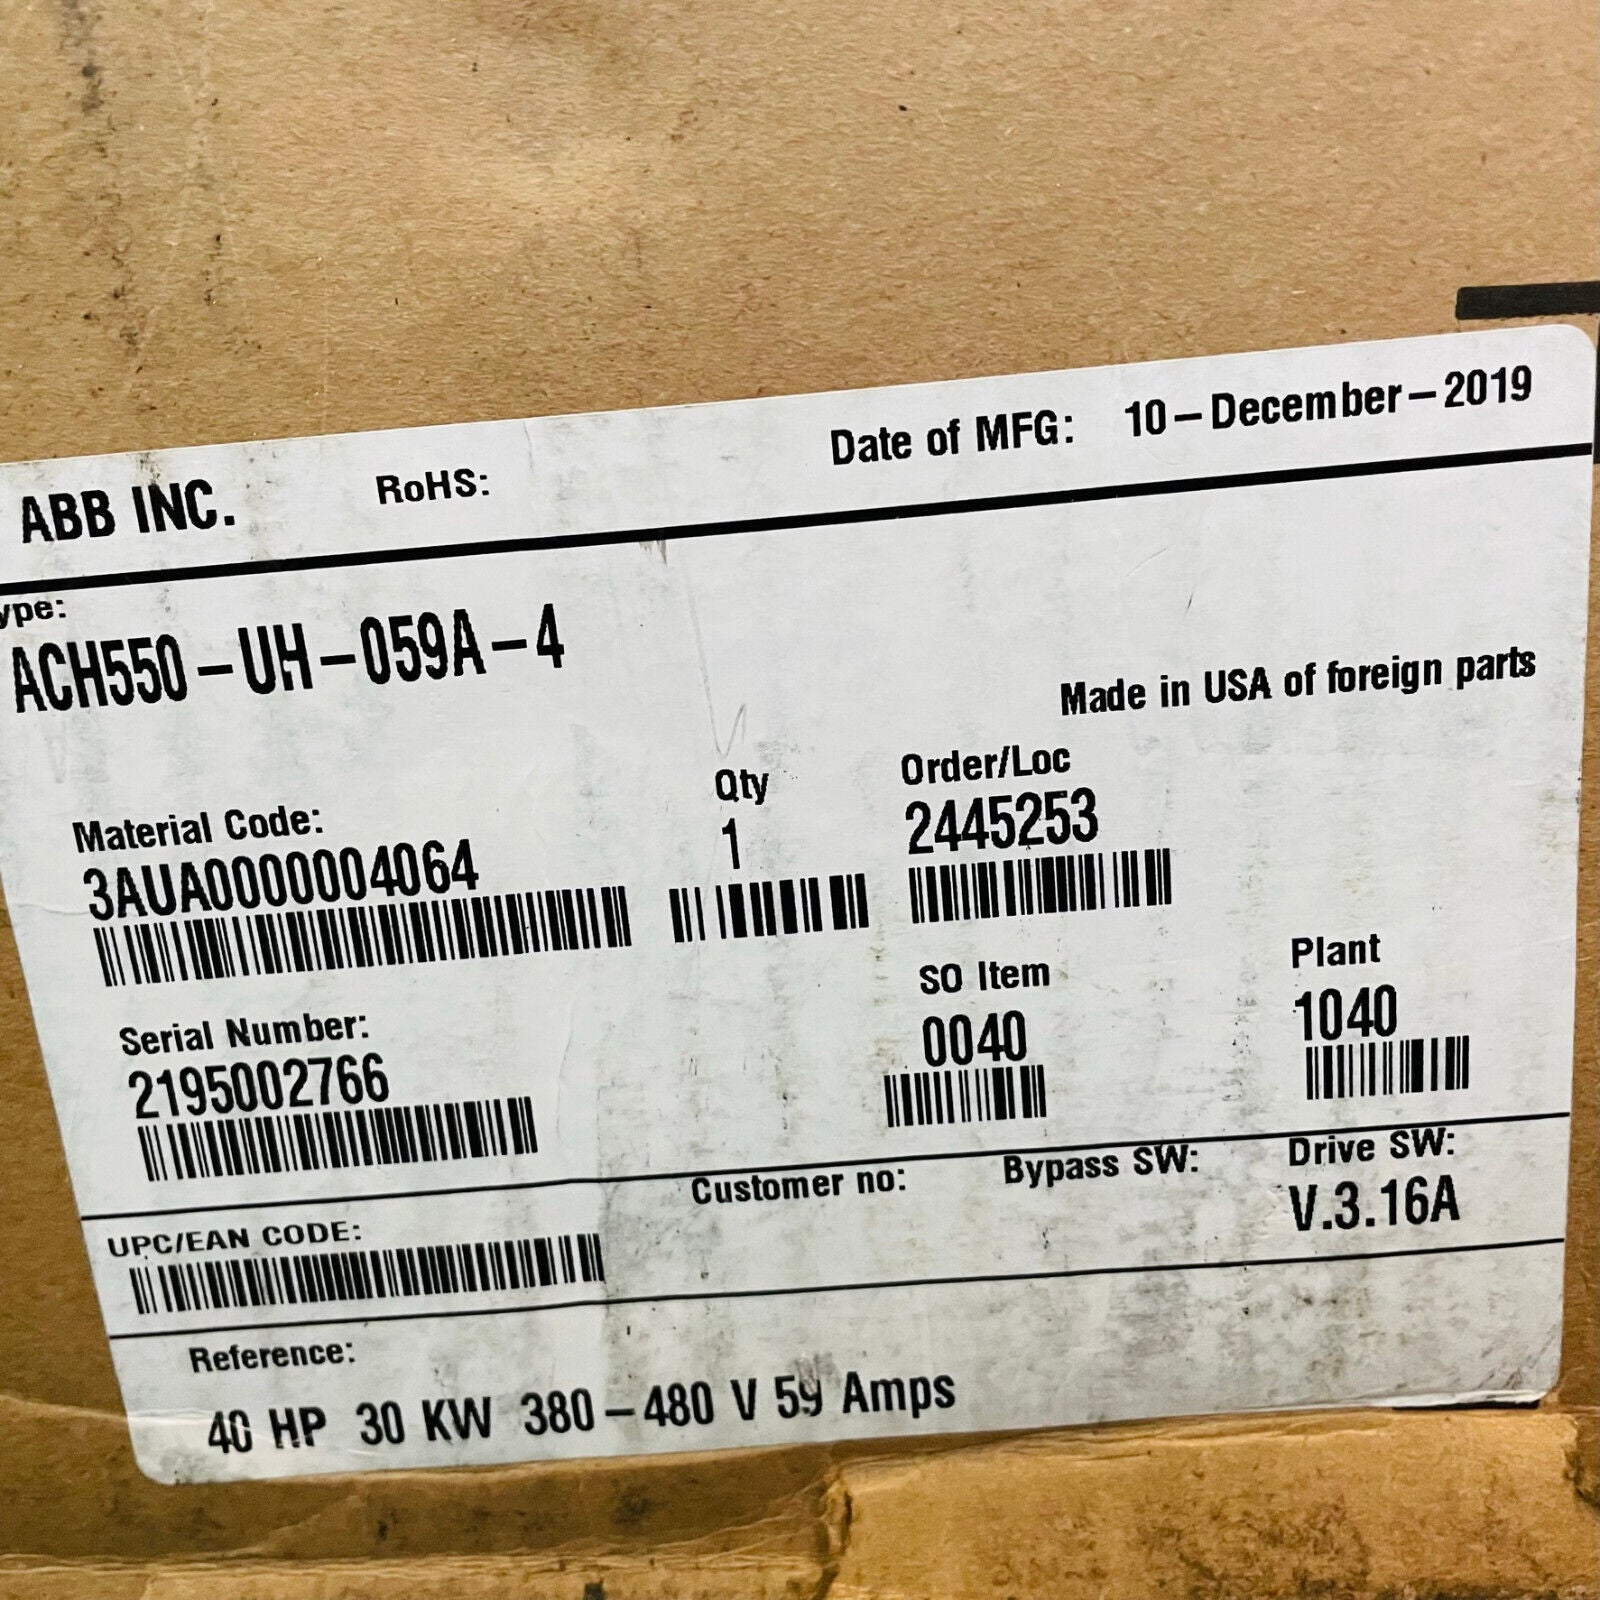 ABB INC. RoHS: Date of MFG: 10-December-2019
ype:
ACH550-UH-059A-4
Made in USA of foreign parts
Material Code: Qty Order/Loc
3AUA0000004064 1 2445253
SO Item Plant
Serial Number: 0040 1040
2195002766
Customer no: Bypass SW: Drive SW:
V.3.16A
UPC/EAN CODE:
Reference:
40 HP 30 KW 380-480 V 59 Amps